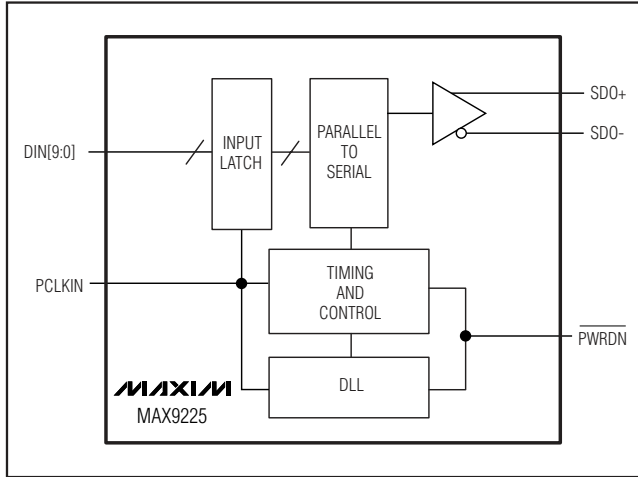 SDO+
SDO-
DIN[9:0]
INPUT
LATCH
PARALLEL
TO
SERIAL
PCLKIN
TIMING
AND
CONTROL
PWRDN
DLL
MAXIM
MAX9225